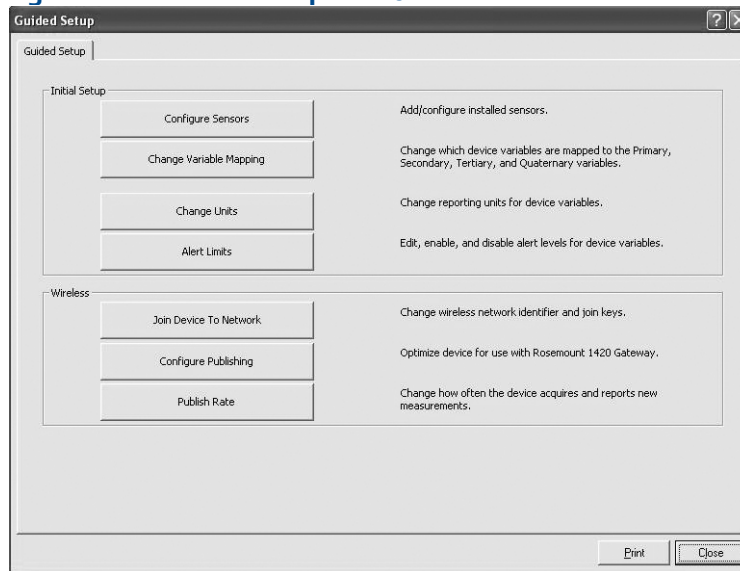 Guided Setup
Guided Setup
Initial Setup
Configure Sensors
Add/configure installed sensors.
Change Variable Mapping
Change which device variables are mapped to the Primary,
Secondary, Tertiary, and Quaternary variables.
Change Units
Change reporting units for device variables.
Alert Limits
Edit, enable, and disable alert levels for device variables.
Wireless
Join Device To Network
Change wireless network identifier and join keys.
Configure Publishing
Optimize device for use with Rosemount 1420 Gateway.
Publish Rate
Change how often the device acquires and reports new
measurements.
Print
Close